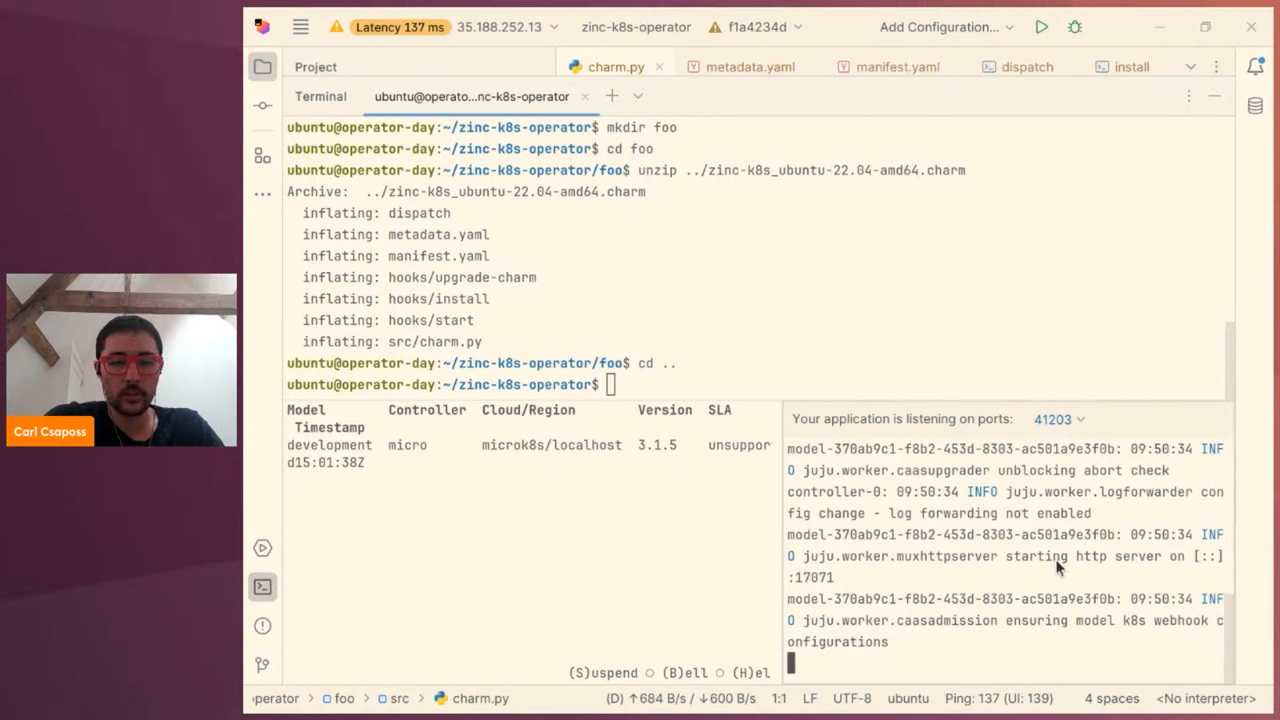 Latency 137 ms 35.188.252.13 zinc-k8s-operator f1a4234d Add Configuration...
Project charm.py metadata.yaml manifest.yaml dispatch install
Terminal ubuntu@operato...nc-k8s-operator
ubuntu@operator-day:~/zinc-k8s-operator$ mkdir foo
ubuntu@operator-day:~/zinc-k8s-operator$ cd foo
ubuntu@operator-day:~/zinc-k8s-operator/foo$ unzip ../zinc-k8s_ubuntu-22.04-amd64.charm
Archive: ../zinc-k8s_ubuntu-22.04-amd64.charm
inflating: dispatch
inflating: metadata.yaml
inflating: manifest.yaml
inflating: hooks/upgrade-charm
inflating: hooks/install
inflating: hooks/start
inflating: src/charm.py
ubuntu@operator-day:~/zinc-k8s-operator/foo$ cd ..
ubuntu@operator-day:~/zinc-k8s-operator$
Model Controller Cloud/Region Version SLA
Timestamp
development micro microk8s/localhost 3.1.5 unsuppor
d15:01:38Z
(S)uspend (B)ell (H)el
Your application is listening on ports: 41203
model-370ab9c1-f8b2-453d-8303-ac501a9e3f0b: 09:50:34 INF
O juju.worker.caasupgrader unblocking abort check
controller-0: 09:50:34 INFO juju.worker.logforwarder con
fig change - log forwarding not enabled
model-370ab9c1-f8b2-453d-8303-ac501a9e3f0b: 09:50:34 INF
O juju.worker.muxhttpserver starting http server on [::]
:17071
model-370ab9c1-f8b2-453d-8303-ac501a9e3f0b: 09:50:34 INF
O juju.worker.caasadmission ensuring model k8s webhook c
onfigurations
Carl Csaposs
operator foo src charm.py (D) ↑684 B/s / ↓600 B/s 1:1 LF UTF-8 ubuntu Ping: 137 (UI: 139) 4 spaces <No interpreter>